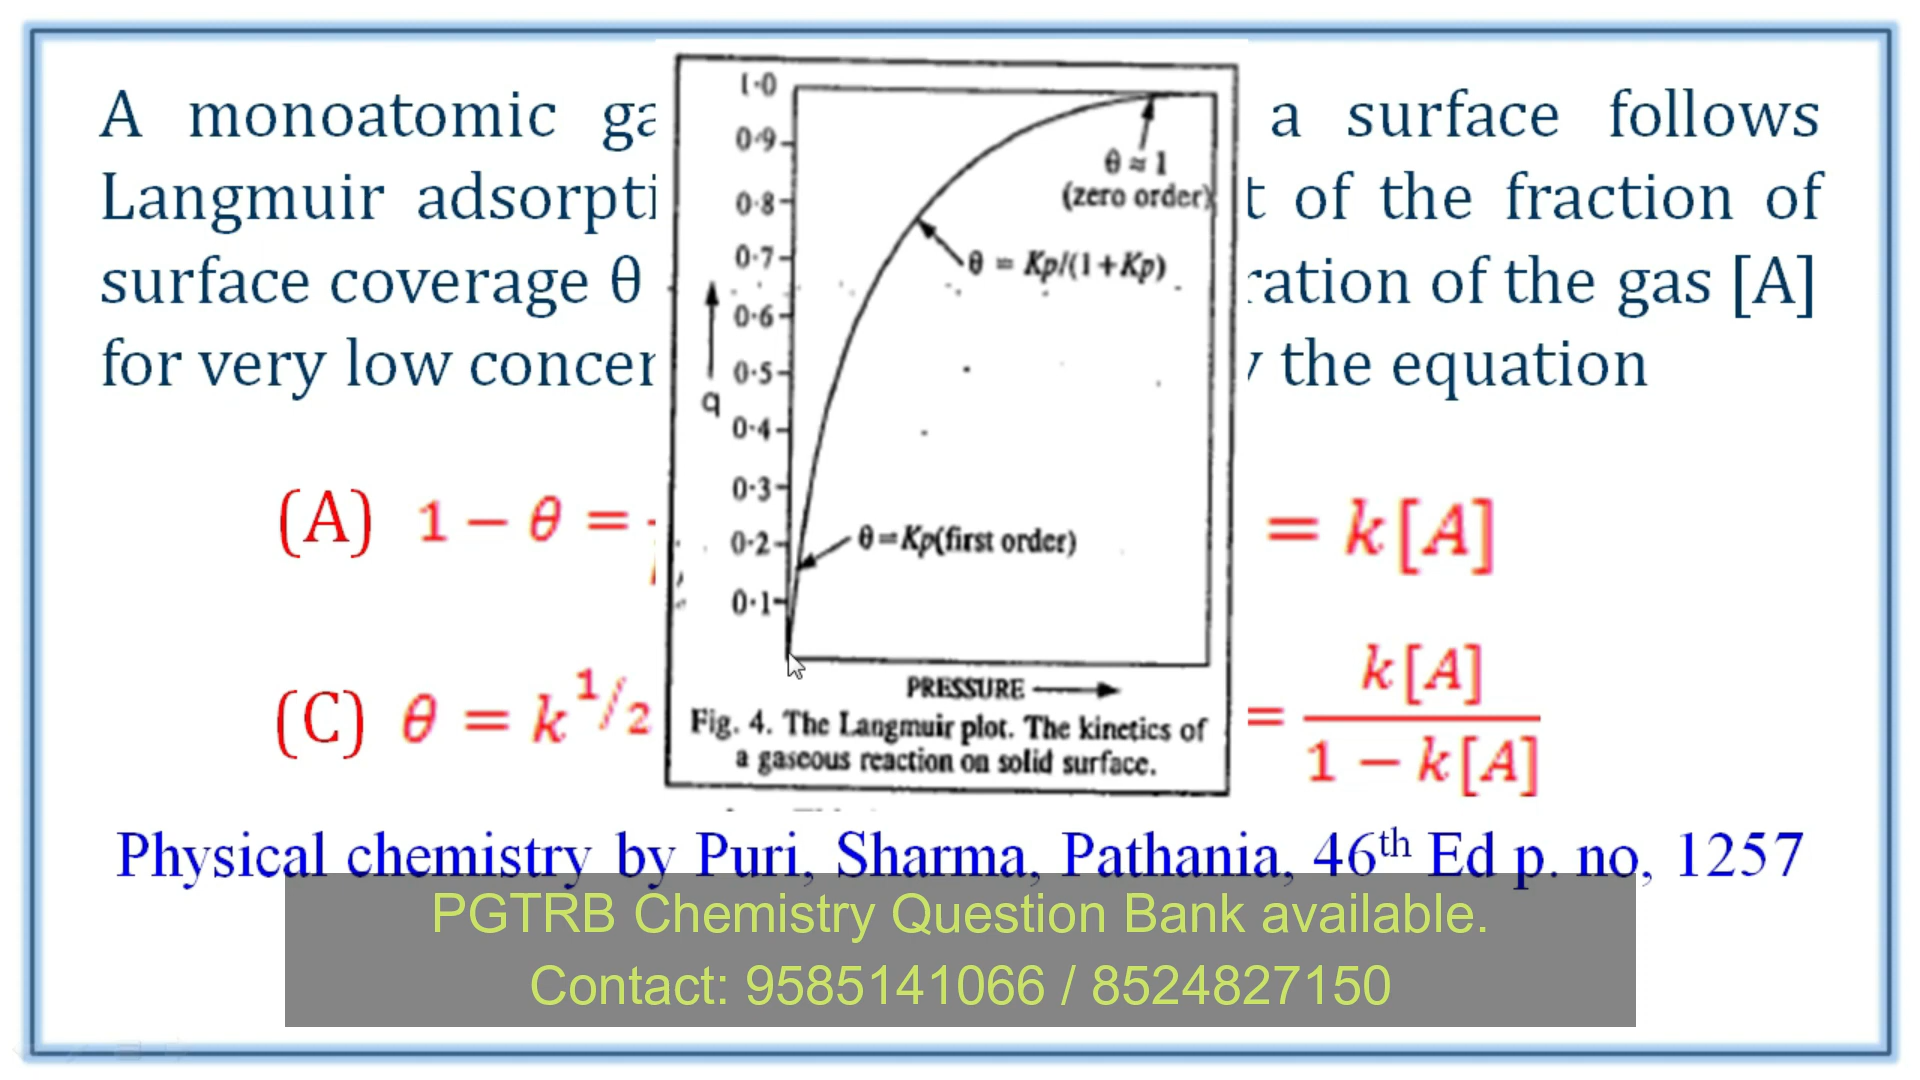 A monoatomic ga
a surface follows
Langmuir adsorpti
t of the fraction of
surface coverage θ
ration of the gas [A]
for very low concer
y the equation
(A) 1 − θ =
= k[A]
(C) θ = k^1/2
= k[A] / 1 − k[A]
1·0
0·9
0·8
0·7
0·6
0·5
0·4
0·3
0·2
0·1
q
θ ≈ 1
(zero order)
θ = Kp/(1+Kp)
θ=Kp(first order)
PRESSURE
Fig. 4. The Langmuir plot. The kinetics of
a gaseous reaction on solid surface.
Physical chemistry by Puri, Sharma, Pathania, 46th Ed p. no, 1257
PGTRB Chemistry Question Bank available.
Contact: 9585141066 / 8524827150